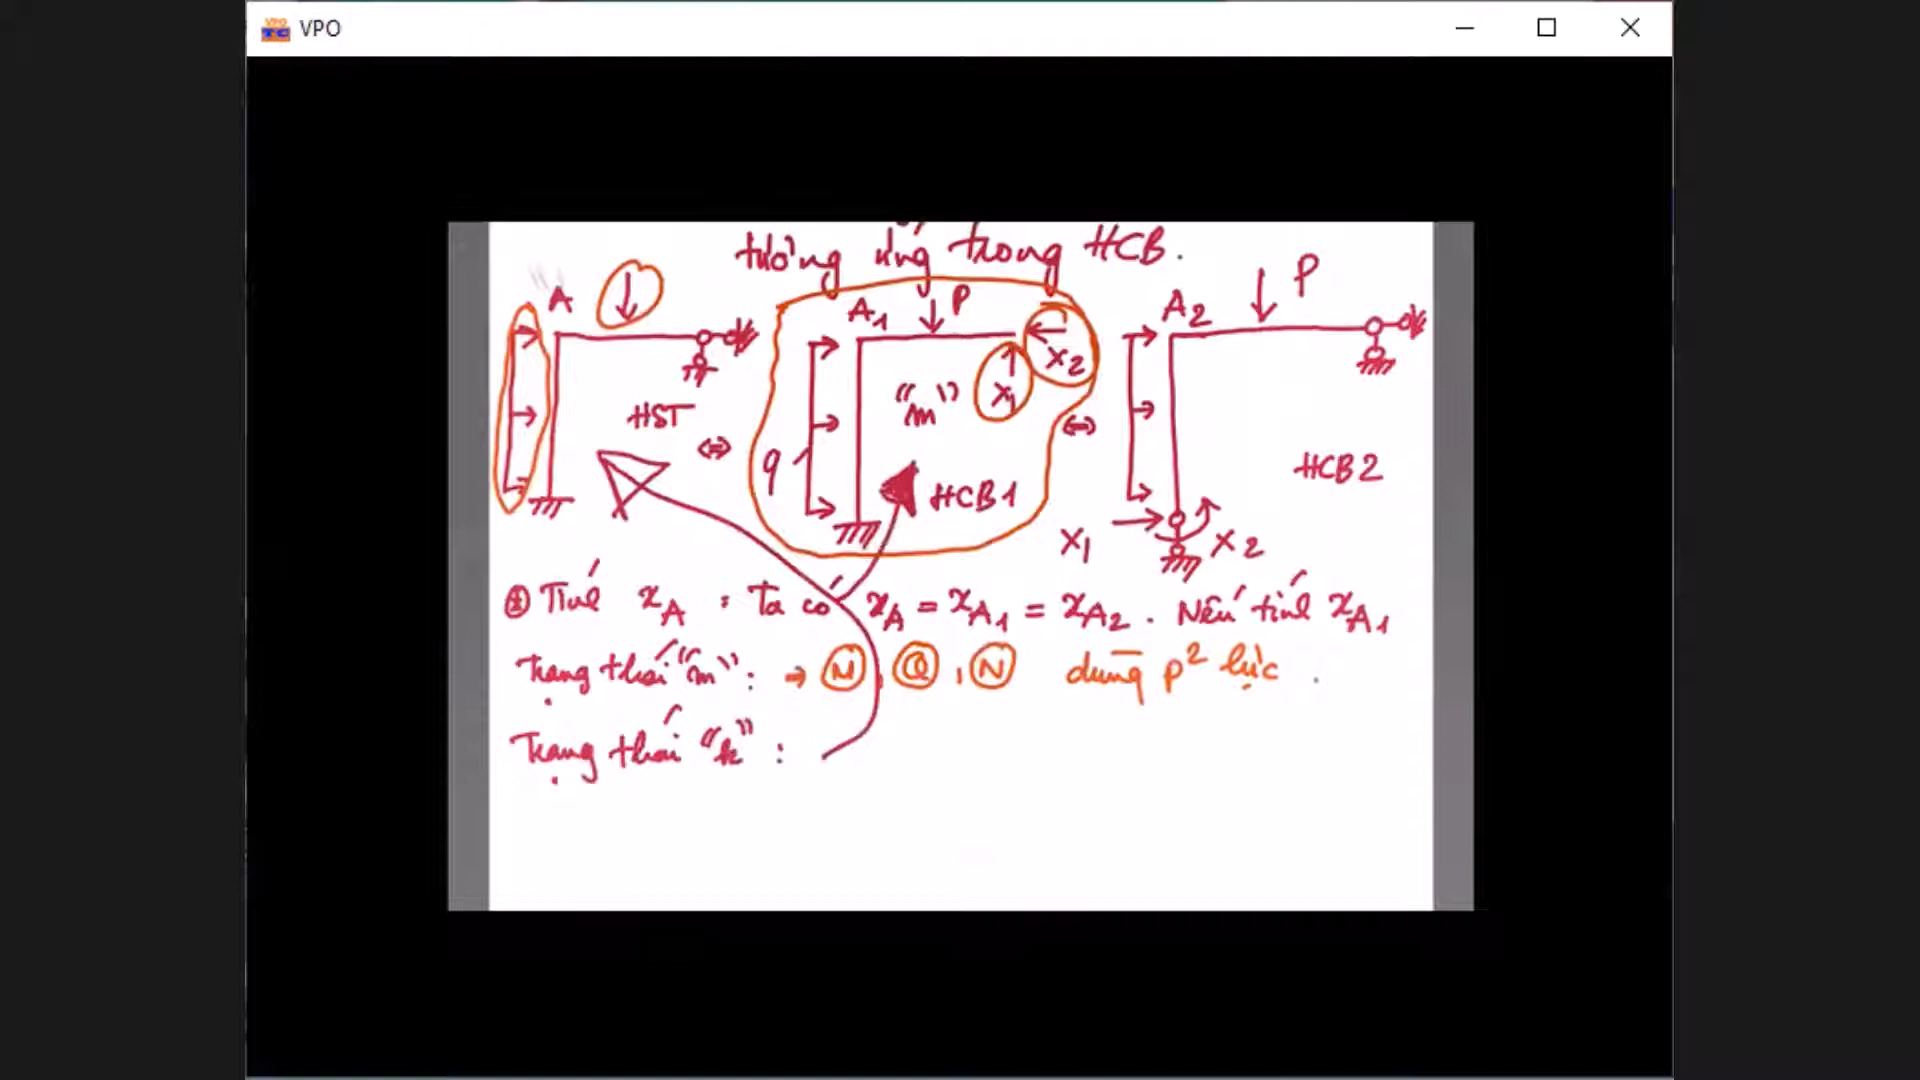 VPO
tương ứng trong HCB.
A
A1
P
X2
X1
"m"
HST
q
HCB1
A2
P
HCB2
X1
X2
Tính xA : Ta có xA = xA1 = xA2 . Nếu tính xA1
Trạng thái "m" : → M , Q , N dùng p² lực .
Trạng thái "k" :